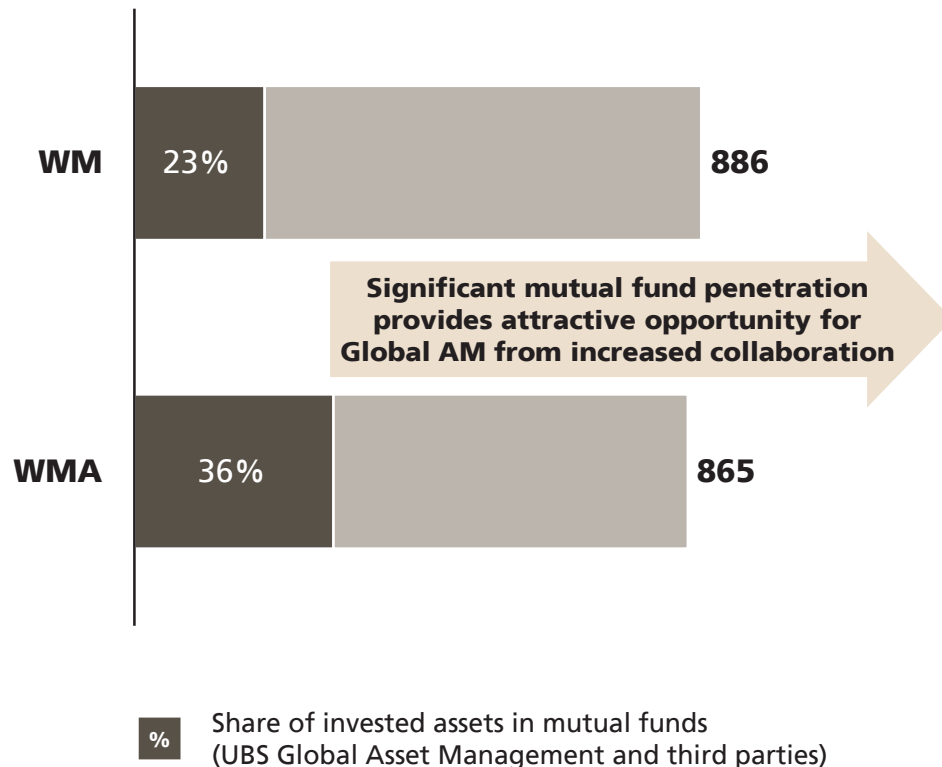 WM
23%
886
Significant mutual fund penetration
provides attractive opportunity for
Global AM from increased collaboration
WMA
36%
865
%
Share of invested assets in mutual funds
(UBS Global Asset Management and third parties)